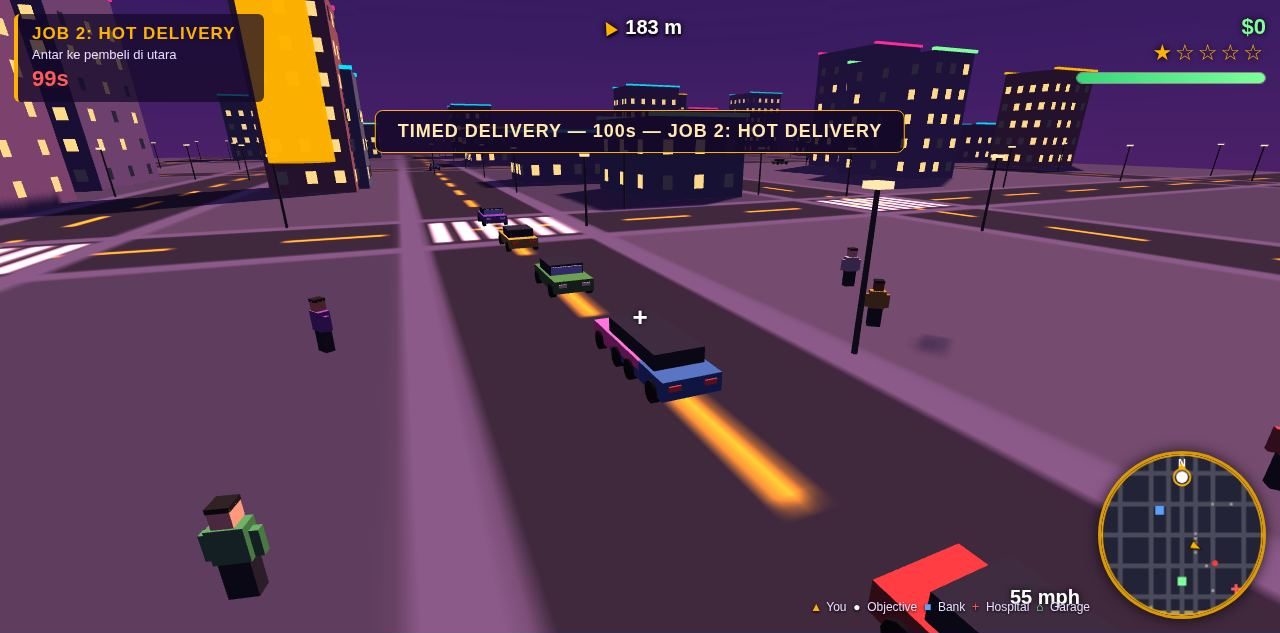 JOB 2: HOT DELIVERY
Antar ke pembeli di utara
99s
183 m
$0
TIMED DELIVERY — 100s — JOB 2: HOT DELIVERY
N
55 mph
You Objective Bank Hospital Garage